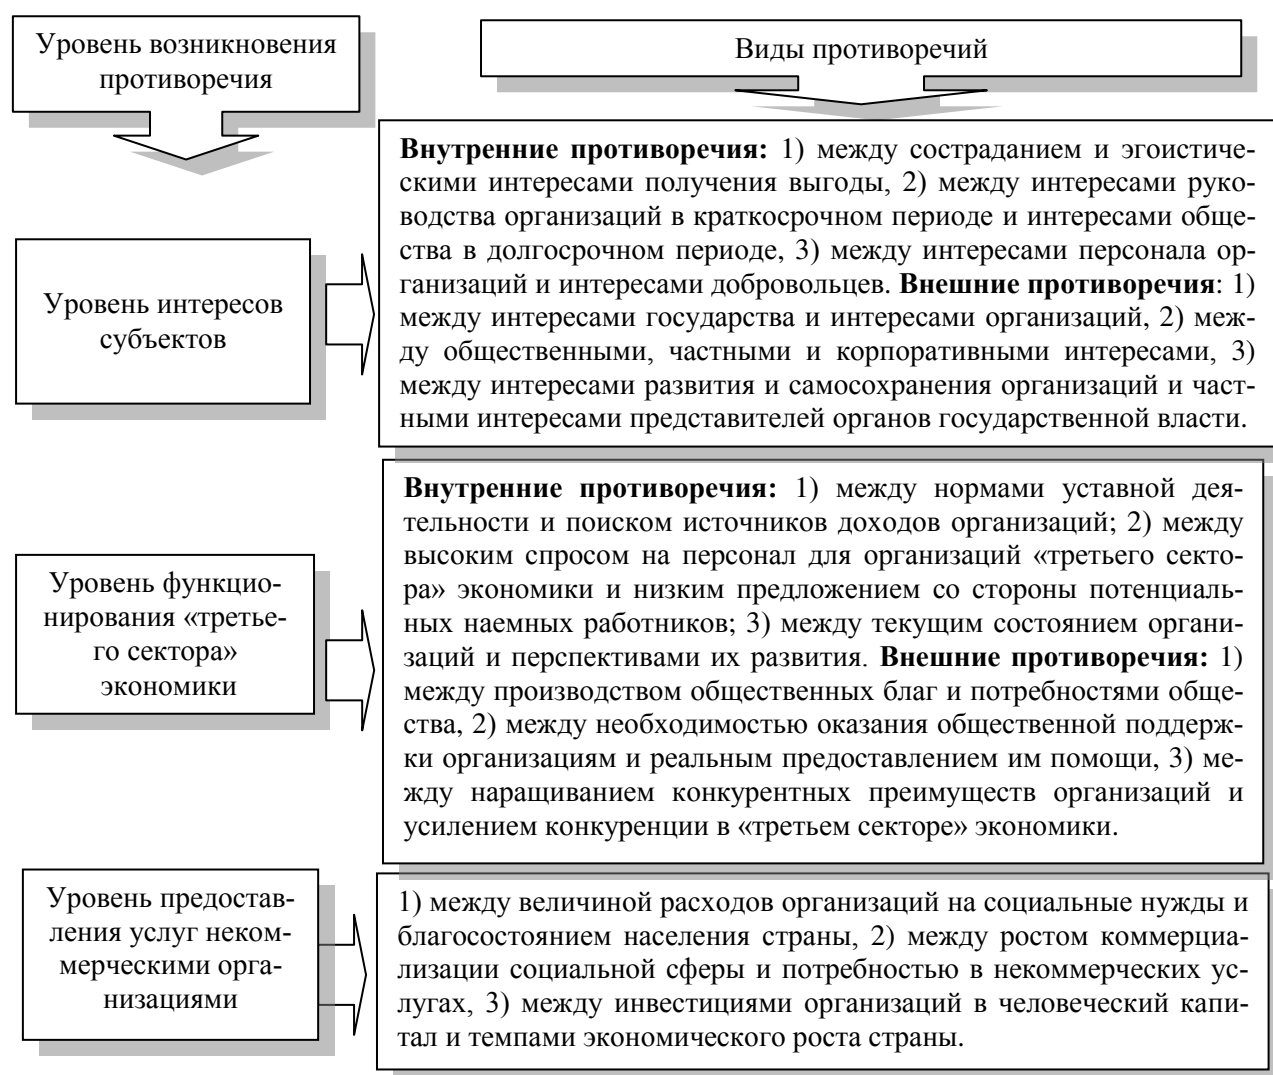 Уровень возникновения
противоречия
Виды противоречий
Уровень интересов
субъектов
Внутренние противоречия: 1) между состраданием и эгоистиче-
скими интересами получения выгоды, 2) между интересами руко-
водства организаций в краткосрочном периоде и интересами обще-
ства в долгосрочном периоде, 3) между интересами персонала ор-
ганизаций и интересами добровольцев. Внешние противоречия: 1)
между интересами государства и интересами организаций, 2) меж-
ду общественными, частными и корпоративными интересами, 3)
между интересами развития и самосохранения организаций и част-
ными интересами представителей органов государственной власти.
Уровень функцио-
нирования «третье-
го сектора»
экономики
Внутренние противоречия: 1) между нормами уставной дея-
тельности и поиском источников доходов организаций; 2) между
высоким спросом на персонал для организаций «третьего секто-
ра» экономики и низким предложением со стороны потенциаль-
ных наемных работников; 3) между текущим состоянием органи-
заций и перспективами их развития. Внешние противоречия: 1)
между производством общественных благ и потребностями обще-
ства, 2) между необходимостью оказания общественной поддерж-
ки организациям и реальным предоставлением им помощи, 3) ме-
жду наращиванием конкурентных преимуществ организаций и
усилением конкуренции в «третьем секторе» экономики.
Уровень предостав-
ления услуг неком-
мерческими орга-
низациями
1) между величиной расходов организаций на социальные нужды и
благосостоянием населения страны, 2) между ростом коммерциа-
лизации социальной сферы и потребностью в некоммерческих ус-
лугах, 3) между инвестициями организаций в человеческий капи-
тал и темпами экономического роста страны.